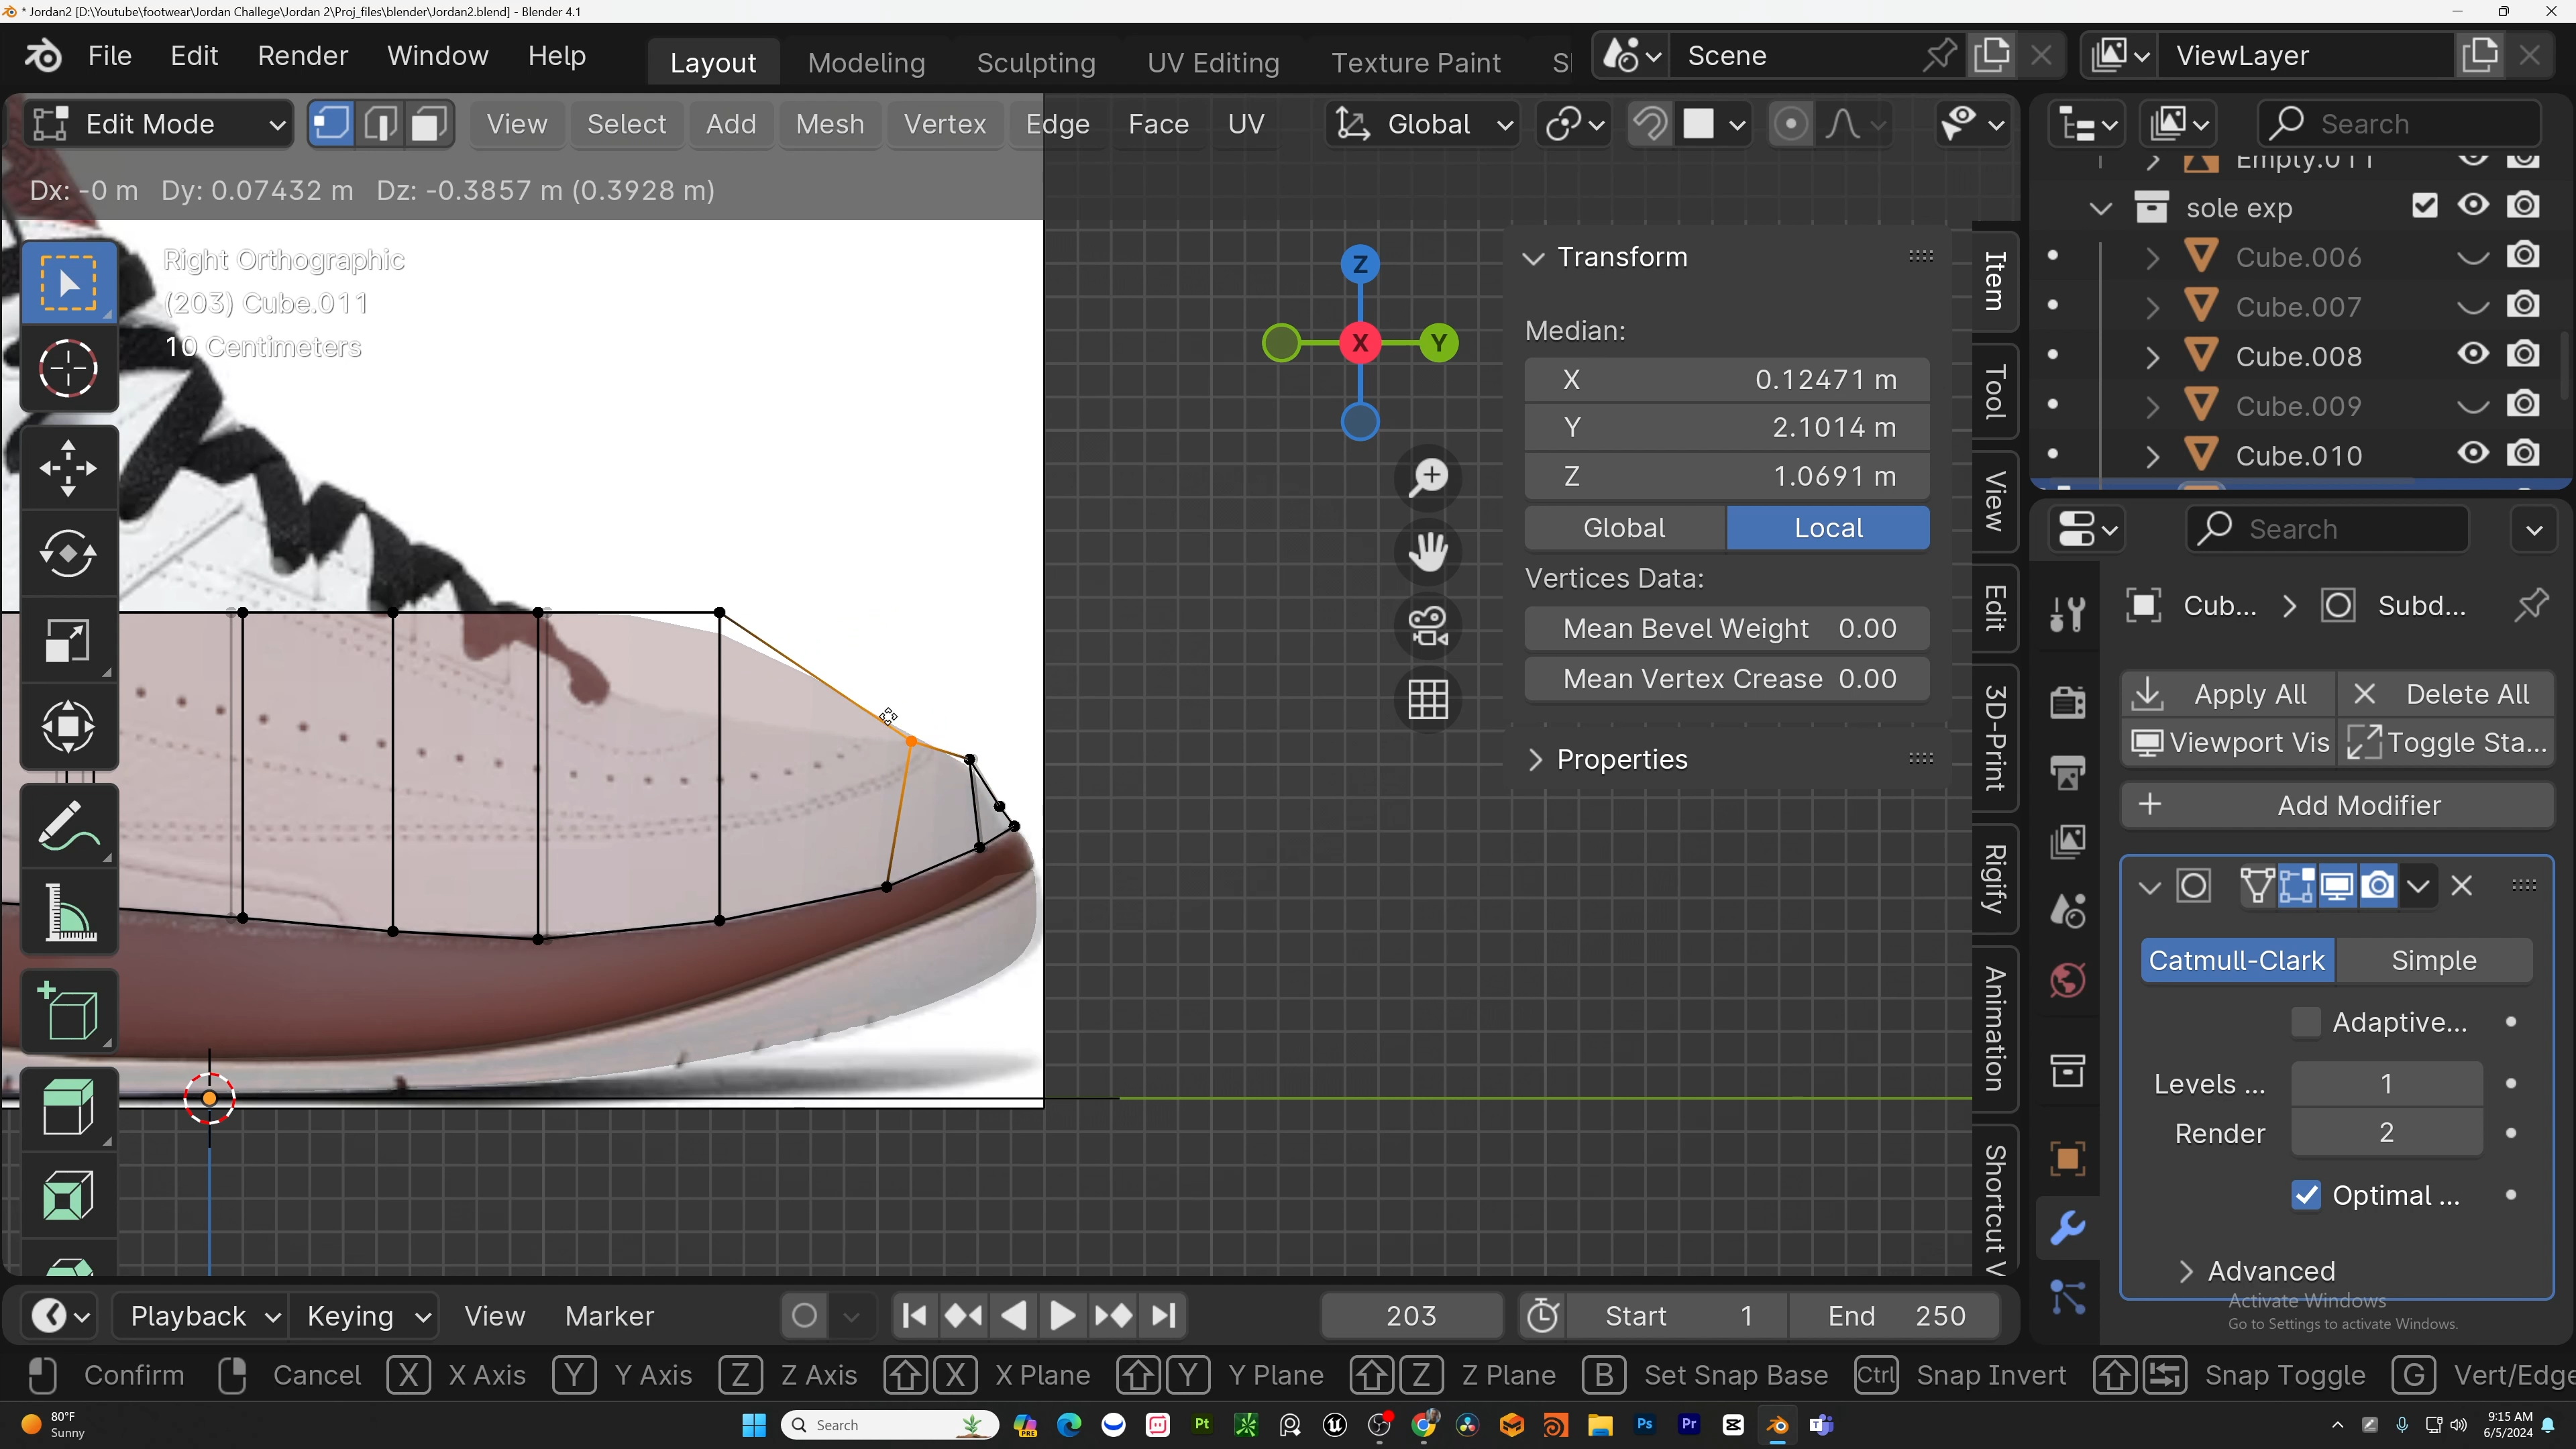 * Jordan2 [D:\Youtube\footwear\Jordan Challege\Jordan 2\Proj_files\blender\Jordan2.blend] - Blender 4.1
File Edit Render Window Help Layout Modeling Sculpting UV Editing Texture Paint Scene ViewLayer
Edit Mode View Select Add Mesh Vertex Edge Face UV Global Search
Dx: -0 m Dy: 0.07432 m Dz: -0.3857 m (0.3928 m)
Right Orthographic
(203) Cube.011
10 Centimeters
Z
X
Y
Transform
Median:
X 0.12471 m
Y 2.1014 m
Z 1.0691 m
Global Local
Vertices Data:
Mean Bevel Weight 0.00
Mean Vertex Crease 0.00
Properties
Item
Tool
View
Edit
3D-Print
Rigify
Animation
Shortcut V
Empty.011
sole exp
Cube.006
Cube.007
Cube.008
Cube.009
Cube.010
Search
Cub... Subd...
Apply All Delete All
Viewport Vis Toggle Sta...
Add Modifier
Catmull-Clark Simple
Adaptive...
Levels ... 1
Render 2
Optimal ...
Advanced
Activate Windows
Go to Settings to activate Windows.
Playback Keying View Marker 203 Start 1 End 250
Confirm Cancel X X Axis Y Y Axis Z Z Axis X X Plane Y Y Plane Z Z Plane B Set Snap Base Ctrl Snap Invert Snap Toggle G Vert/Edge
80°F
Sunny
Search
PRE
Pt
Ps
Pr
9:15 AM
6/5/2024